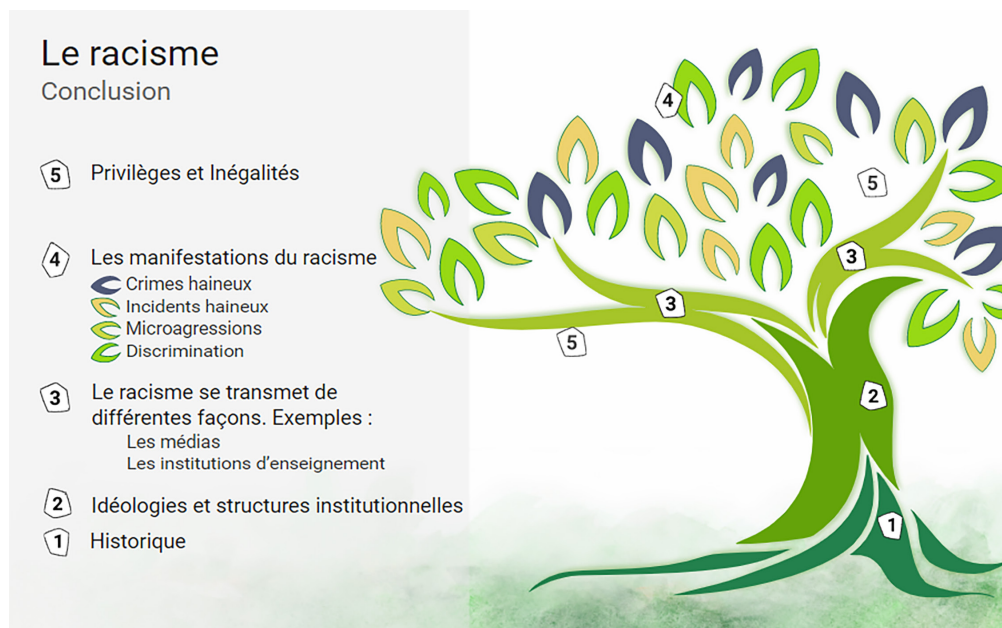 Le racisme
Conclusion
5 Privilèges et Inégalités
4 Les manifestations du racisme
Crimes haineux
Incidents haineux
Microagressions
Discrimination
3 Le racisme se transmet de
différentes façons. Exemples :
Les médias
Les institutions d’enseignement
2 Idéologies et structures institutionnelles
1 Historique
4
5
3
3
5
2
1